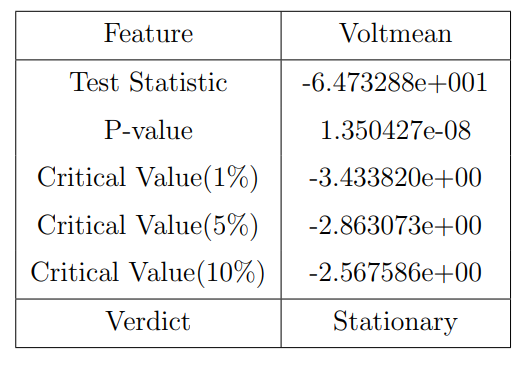 Feature Voltmean
Test Statistic -6.473288e+001
P-value 1.350427e-08
Critical Value(1%) -3.433820e+00
Critical Value(5%) -2.863073e+00
Critical Value(10%) -2.567586e+00
Verdict Stationary